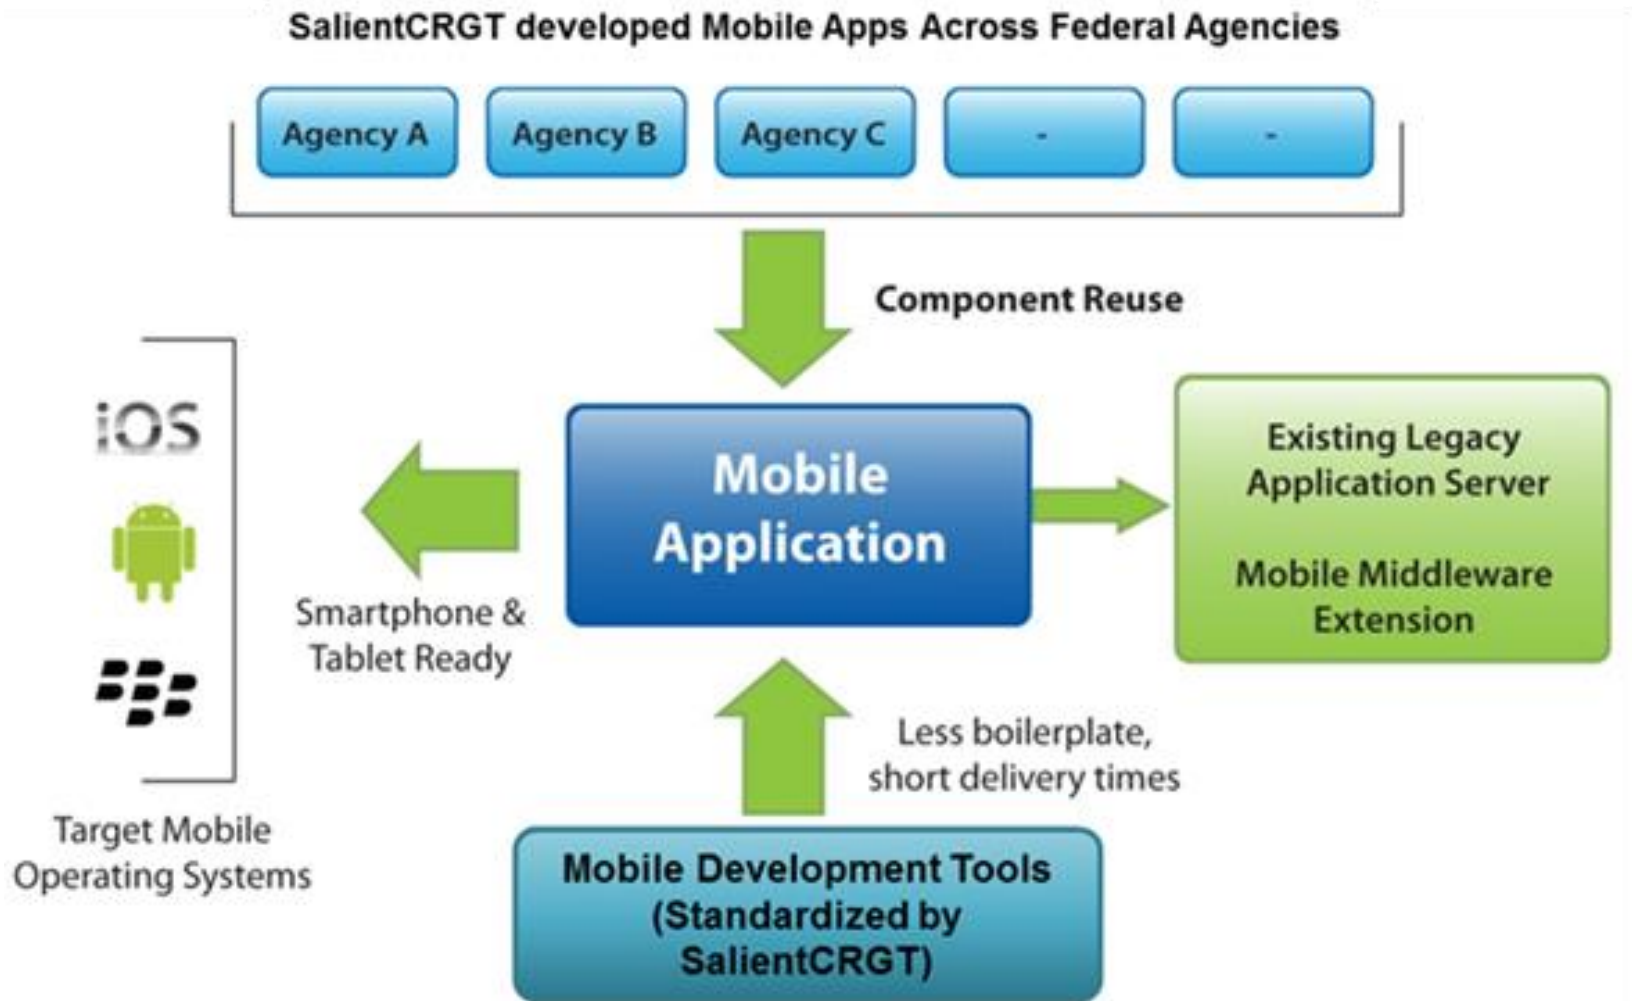 SalientCRGT developed Mobile Apps Across Federal Agencies
Agency A
Agency B
Agency C
-
-
Component Reuse
iOS
Smartphone &
Tablet Ready
Target Mobile
Operating Systems
Mobile
Application
Existing Legacy
Application Server
Mobile Middleware
Extension
Less boilerplate,
short delivery times
Mobile Development Tools
(Standardized by
SalientCRGT)